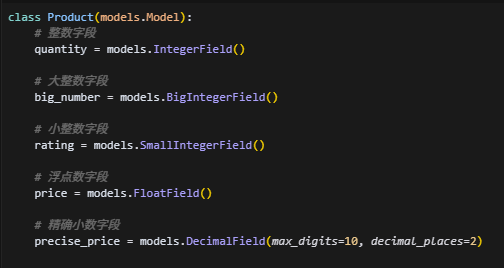 class Product(models.Model):
    # 整数字段
    quantity = models.IntegerField()
    # 大整数字段
    big_number = models.BigIntegerField()
    # 小整数字段
    rating = models.SmallIntegerField()
    # 浮点数字段
    price = models.FloatField()
    # 精确小数字段
    precise_price = models.DecimalField(max_digits=10, decimal_places=2)